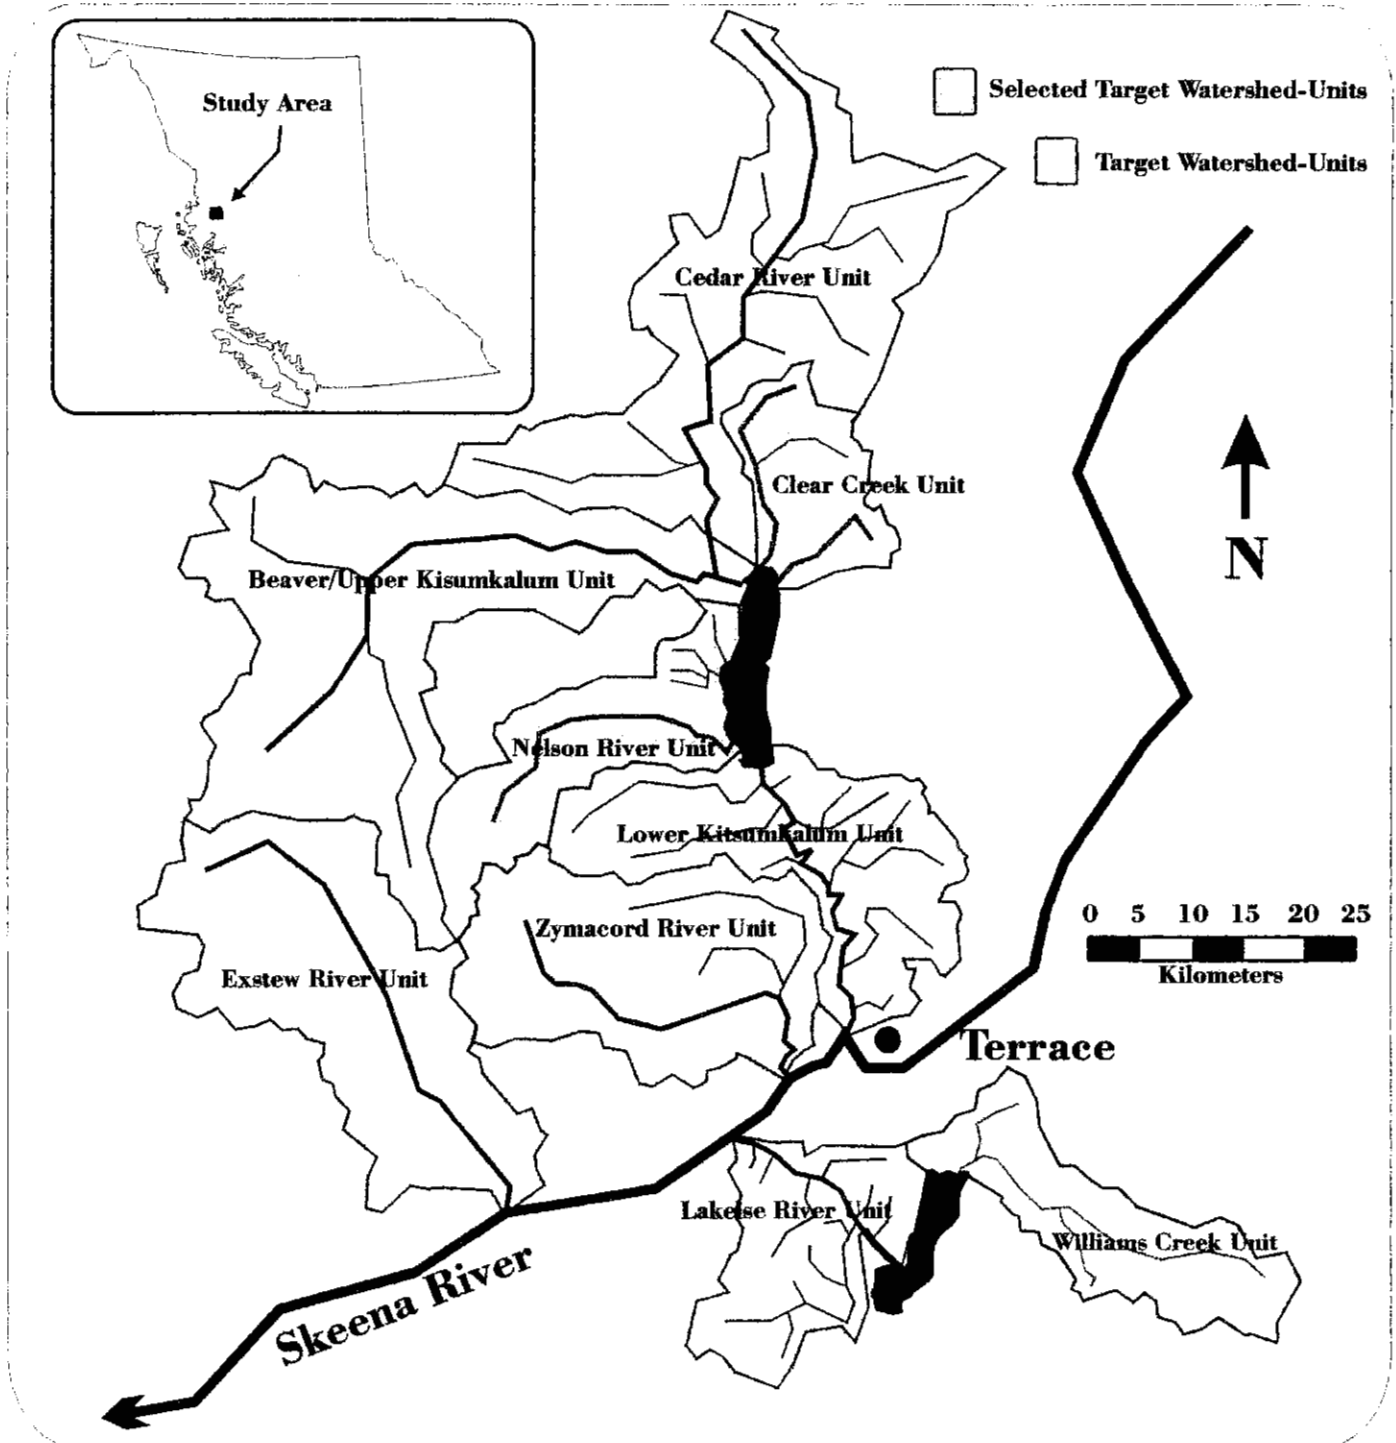 Study Area
Selected Target Watershed-Units
Target Watershed-Units
Cedar River Unit
Clear Creek Unit
N
Beaver/Upper Kisumkalum Unit
Nelson River Unit
Lower Kitsumkalum Unit
0 5 10 15 20 25
Kilometers
Zymacord River Unit
Exstew River Unit
Terrace
Lakelse River Unit
Williams Creek Unit
Skeena River